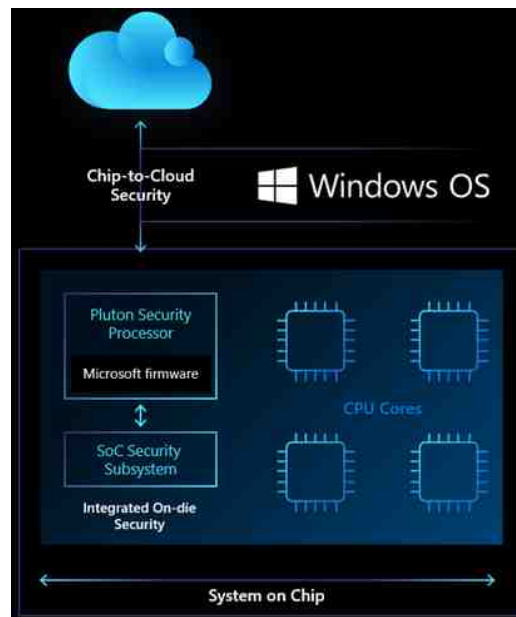 Chip-to-Cloud
Security
Windows OS
Pluton Security
Processor
Microsoft firmware
CPU Cores
SoC Security
Subsystem
Integrated On-die
Security
System on Chip